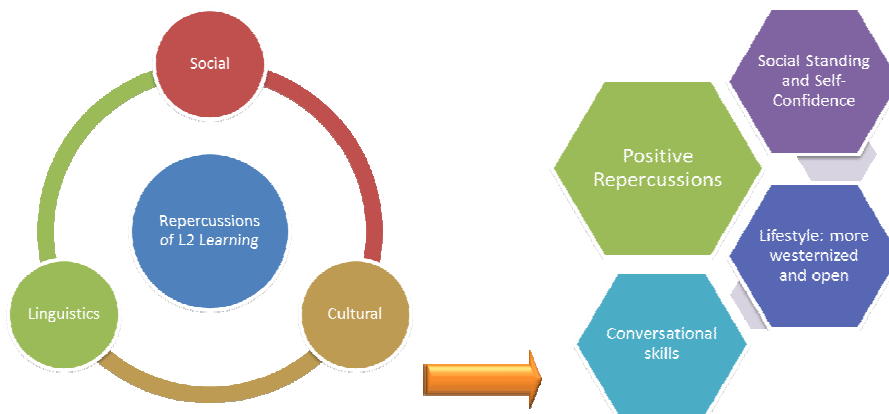 Social
Repercussions
of L2 Learning
Linguistics
Cultural
Positive
Repercussions
Social Standing
and Self-
Confidence
Lifestyle: more
westernized
and open
Conversational
skills